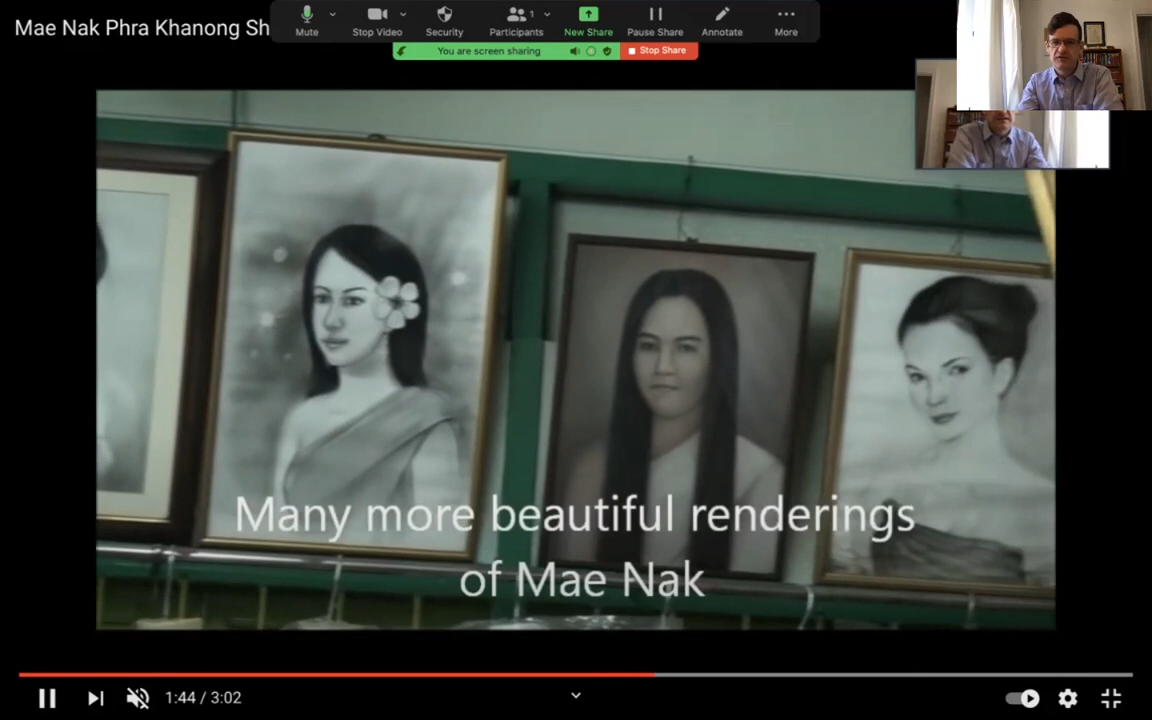 Mae Nak Phra Khanong Sh
Mute
Stop Video
Security
1
Participants
New Share
Pause Share
Annotate
More
You are screen sharing
Stop Share
Many more beautiful renderings
of Mae Nak
1:44 / 3:02